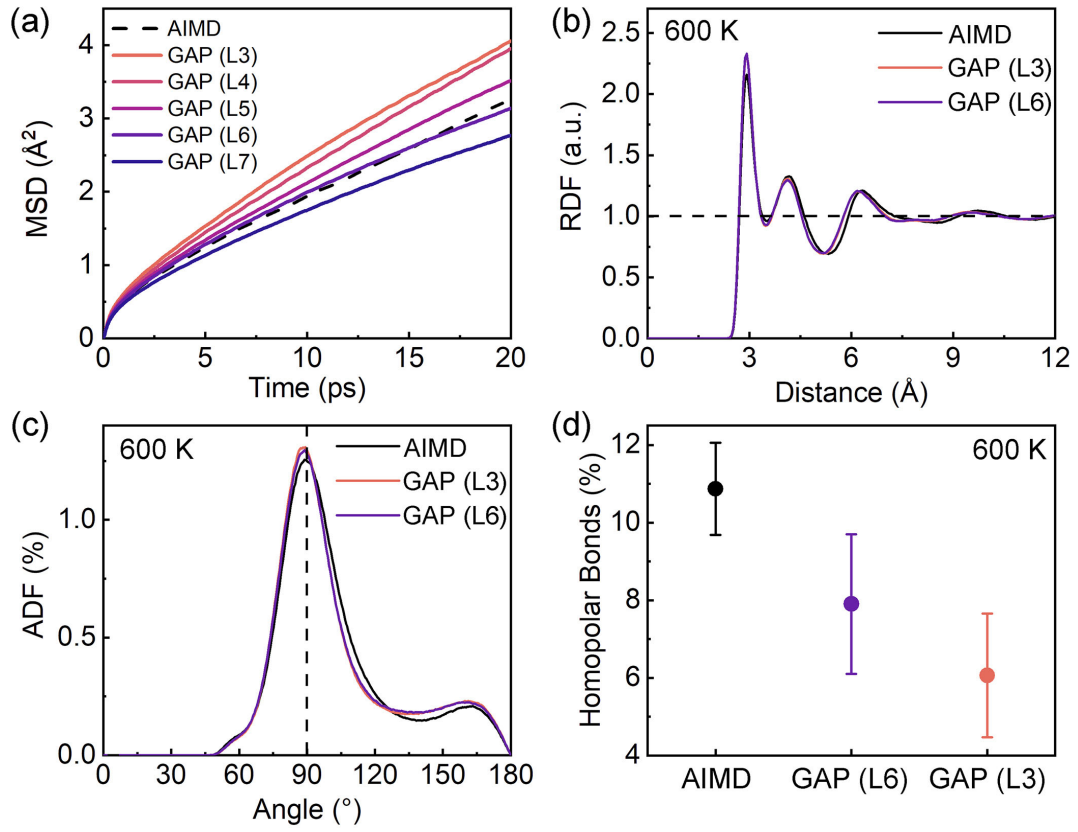 (a)
AIMD
GAP (L3)
GAP (L4)
GAP (L5)
GAP (L6)
GAP (L7)
MSD (Å²)
4
3
2
1
0
0 5 10 15 20
Time (ps)
(b)
600 K
AIMD
GAP (L3)
GAP (L6)
RDF (a.u.)
2.5
2.0
1.5
1.0
0.5
0.0
0 3 6 9 12
Distance (Å)
(c)
600 K
AIMD
GAP (L3)
GAP (L6)
ADF (%)
1.0
0.5
0.0
0 30 60 90 120 150 180
Angle (°)
(d)
600 K
Homopolar Bonds (%)
12
10
8
6
4
AIMD GAP (L6) GAP (L3)